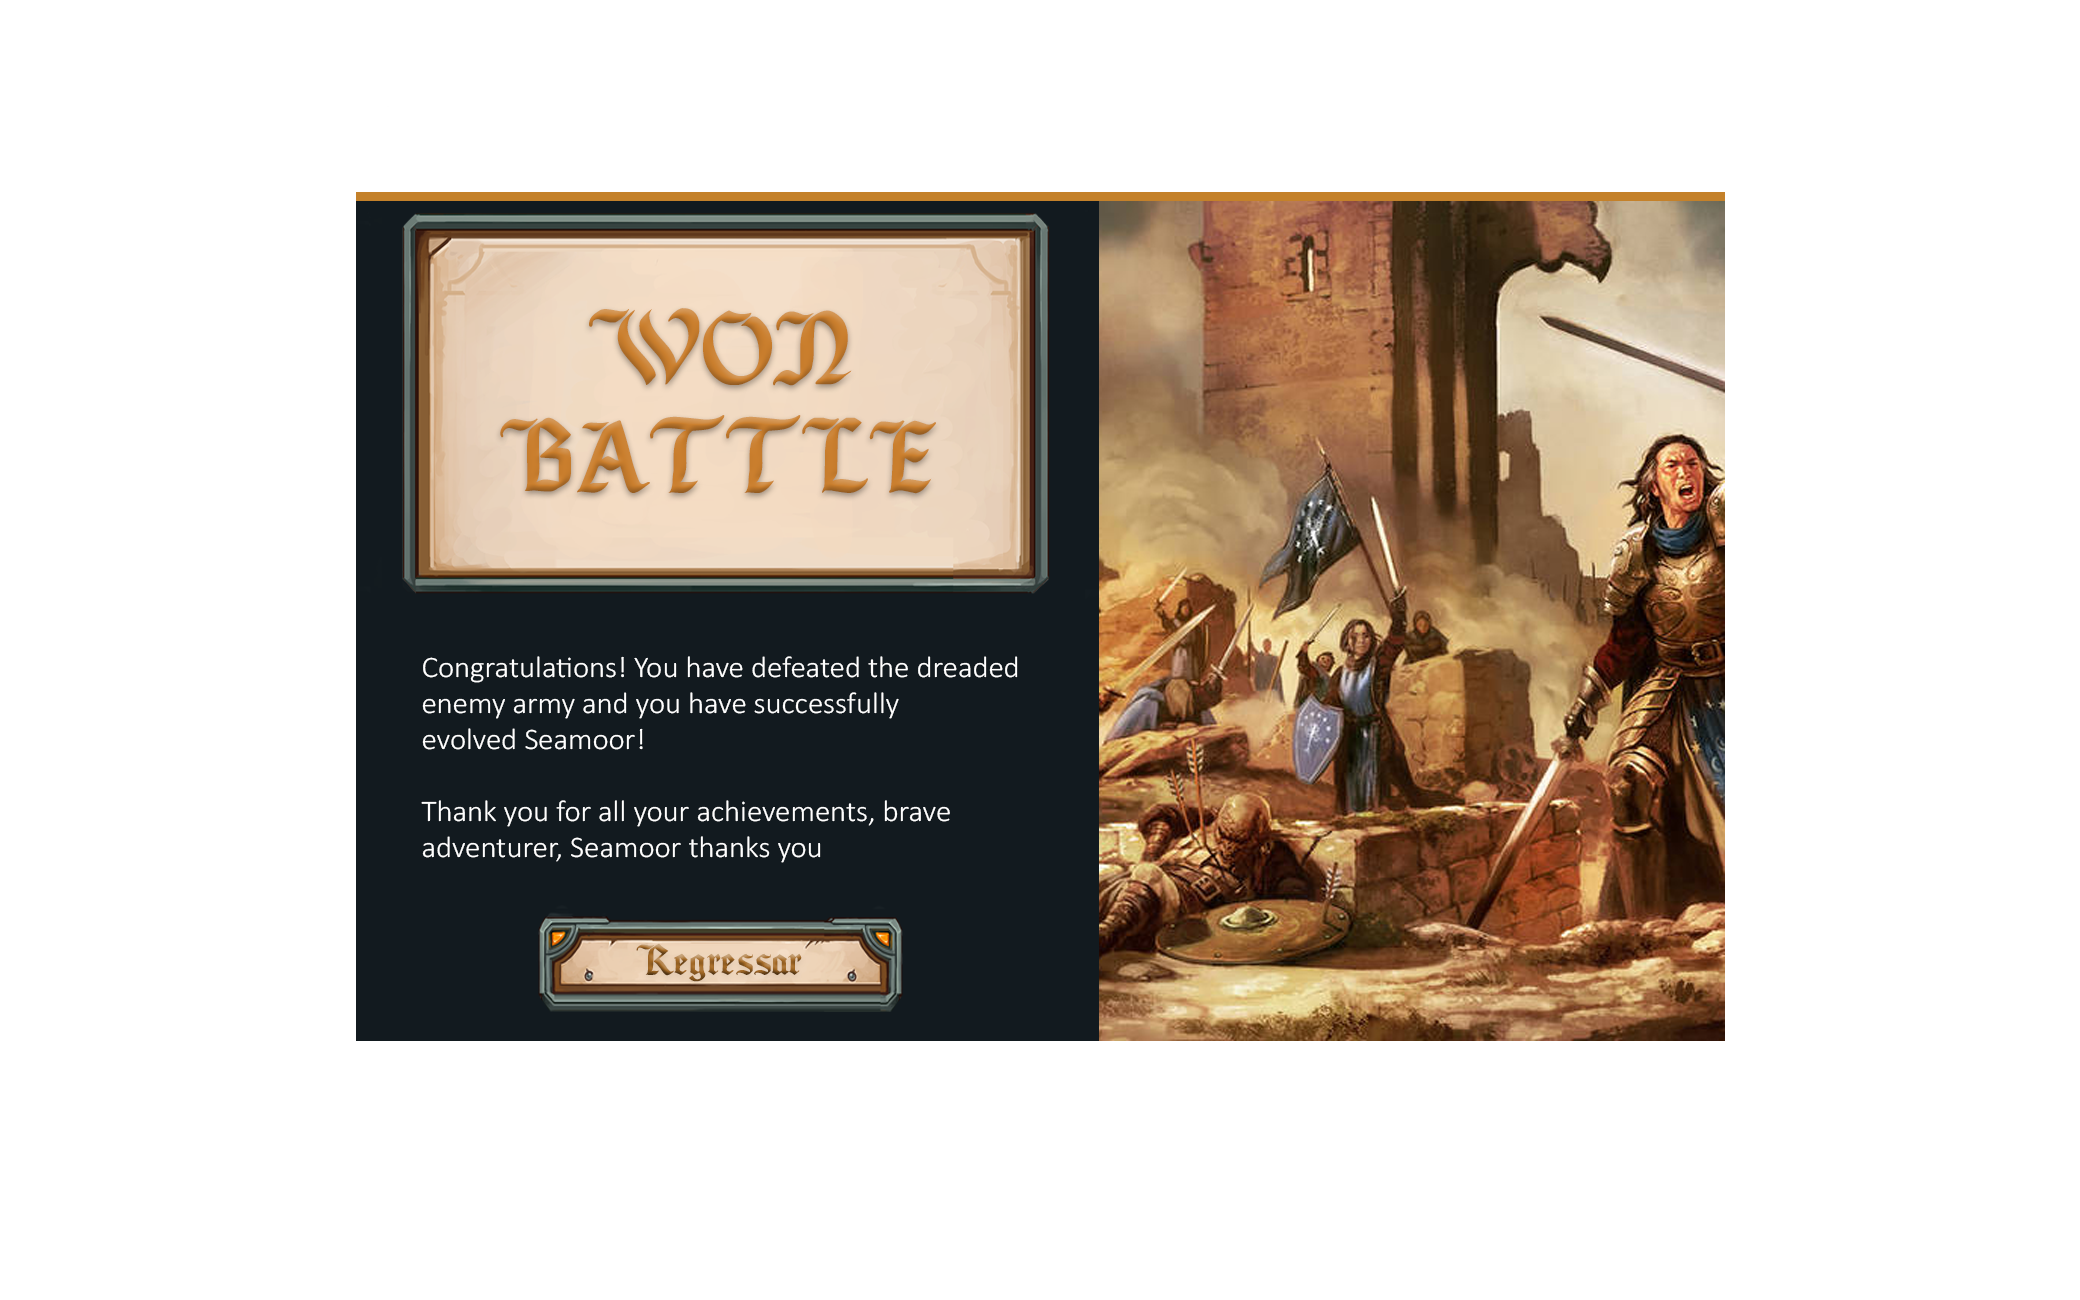 WON
BATTLE
Congratulations! You have defeated the dreaded
enemy army and you have successfully
evolved Seamoor!
Thank you for all your achievements, brave
adventurer, Seamoor thanks you
Regressar